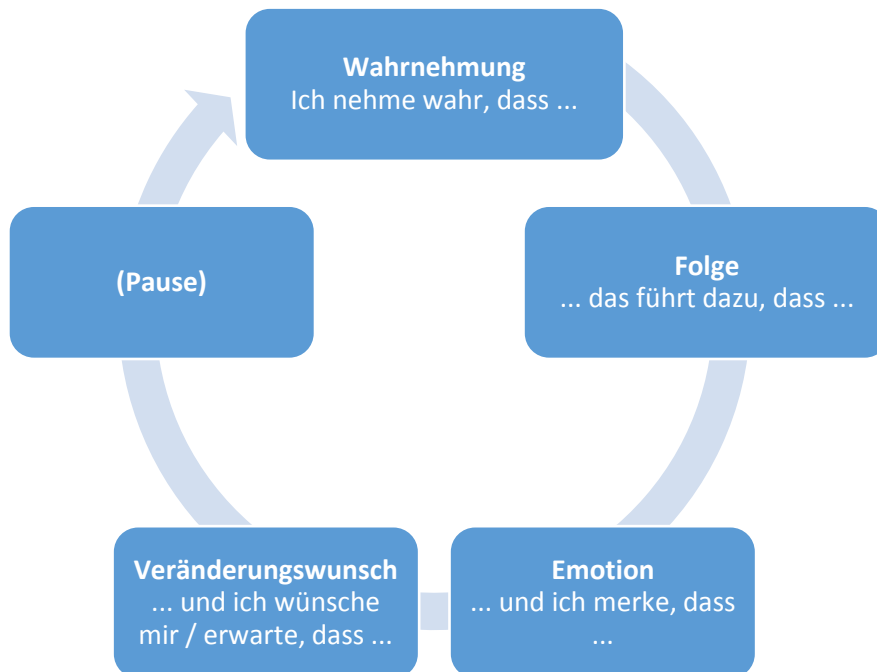 Wahrnehmung
Ich nehme wahr, dass ...
Folge
... das führt dazu, dass ...
Emotion
... und ich merke, dass
...
Veränderungswunsch
... und ich wünsche
mir / erwarte, dass ...
(Pause)